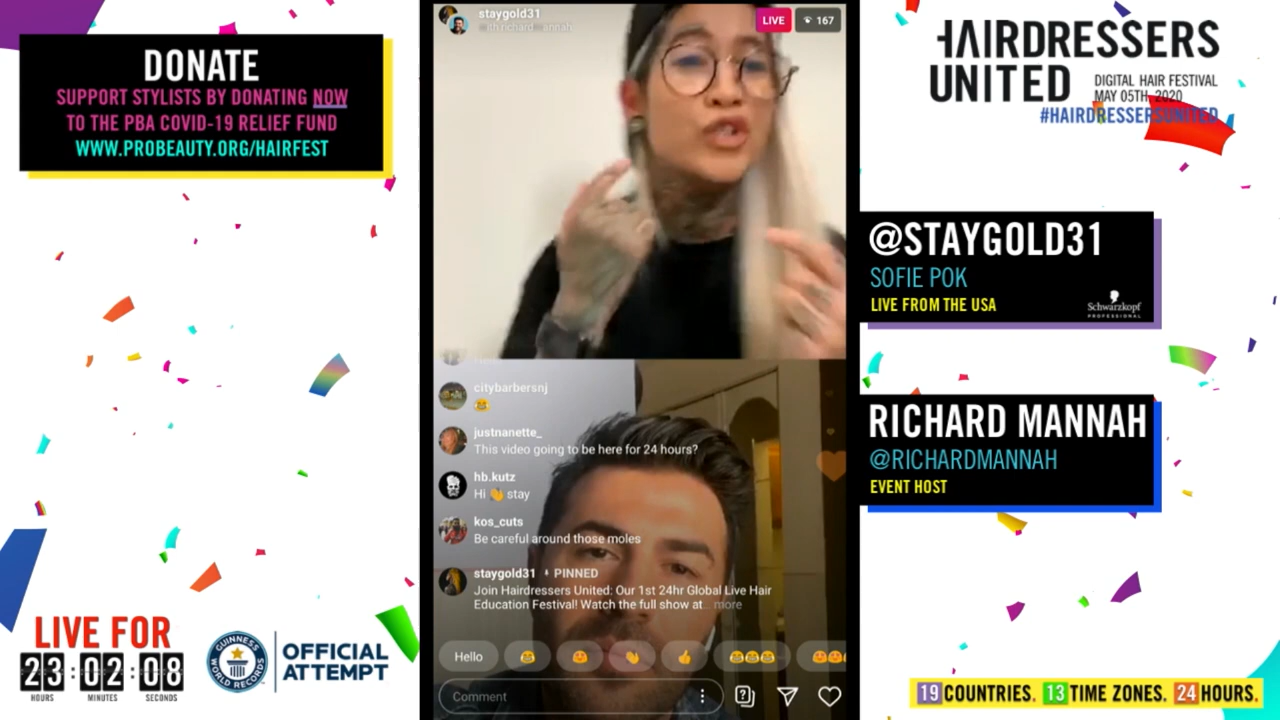 DONATE
SUPPORT STYLISTS BY DONATING NOW
TO THE PBA COVID-19 RELIEF FUND
WWW.PROBEAUTY.ORG/HAIRFEST
LIVE FOR
23:02:08
HOURS MINUTES SECONDS
GUINNESS
WORLD RECORDS
OFFICIAL
ATTEMPT
staygold31
LIVE
167
citybarbersnj
😂
justnanette_
This video going to be here for 24 hours?
hb.kutz
Hi 👏 stay
kos_cuts
Be careful around those moles
staygold31 PINNED
Join Hairdressers United: Our 1st 24hr Global Live Hair
Education Festival! Watch the full show at… more
Hello 😂 😍 👏 👍 😂😂😂 😍😍
Comment
HAIRDRESSERS
UNITED
DIGITAL HAIR FESTIVAL
MAY 05TH, 2020
#HAIRDRESSERSUNITED
@STAYGOLD31
SOFIE POK
LIVE FROM THE USA
Schwarzkopf
PROFESSIONAL
RICHARD MANNAH
@RICHARDMANNAH
EVENT HOST
19 COUNTRIES. 13 TIME ZONES. 24 HOURS.